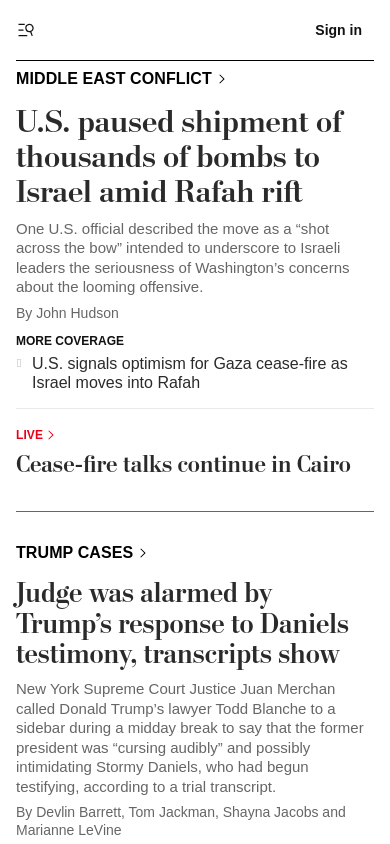 Sign in
MIDDLE EAST CONFLICT
U.S. paused shipment of
thousands of bombs to
Israel amid Rafah rift
One U.S. official described the move as a “shot
across the bow” intended to underscore to Israeli
leaders the seriousness of Washington’s concerns
about the looming offensive.
By John Hudson
MORE COVERAGE
U.S. signals optimism for Gaza cease-fire as
Israel moves into Rafah
LIVE
Cease-fire talks continue in Cairo
TRUMP CASES
Judge was alarmed by
Trump’s response to Daniels
testimony, transcripts show
New York Supreme Court Justice Juan Merchan
called Donald Trump’s lawyer Todd Blanche to a
sidebar during a midday break to say that the former
president was “cursing audibly” and possibly
intimidating Stormy Daniels, who had begun
testifying, according to a trial transcript.
By Devlin Barrett, Tom Jackman, Shayna Jacobs and
Marianne LeVine